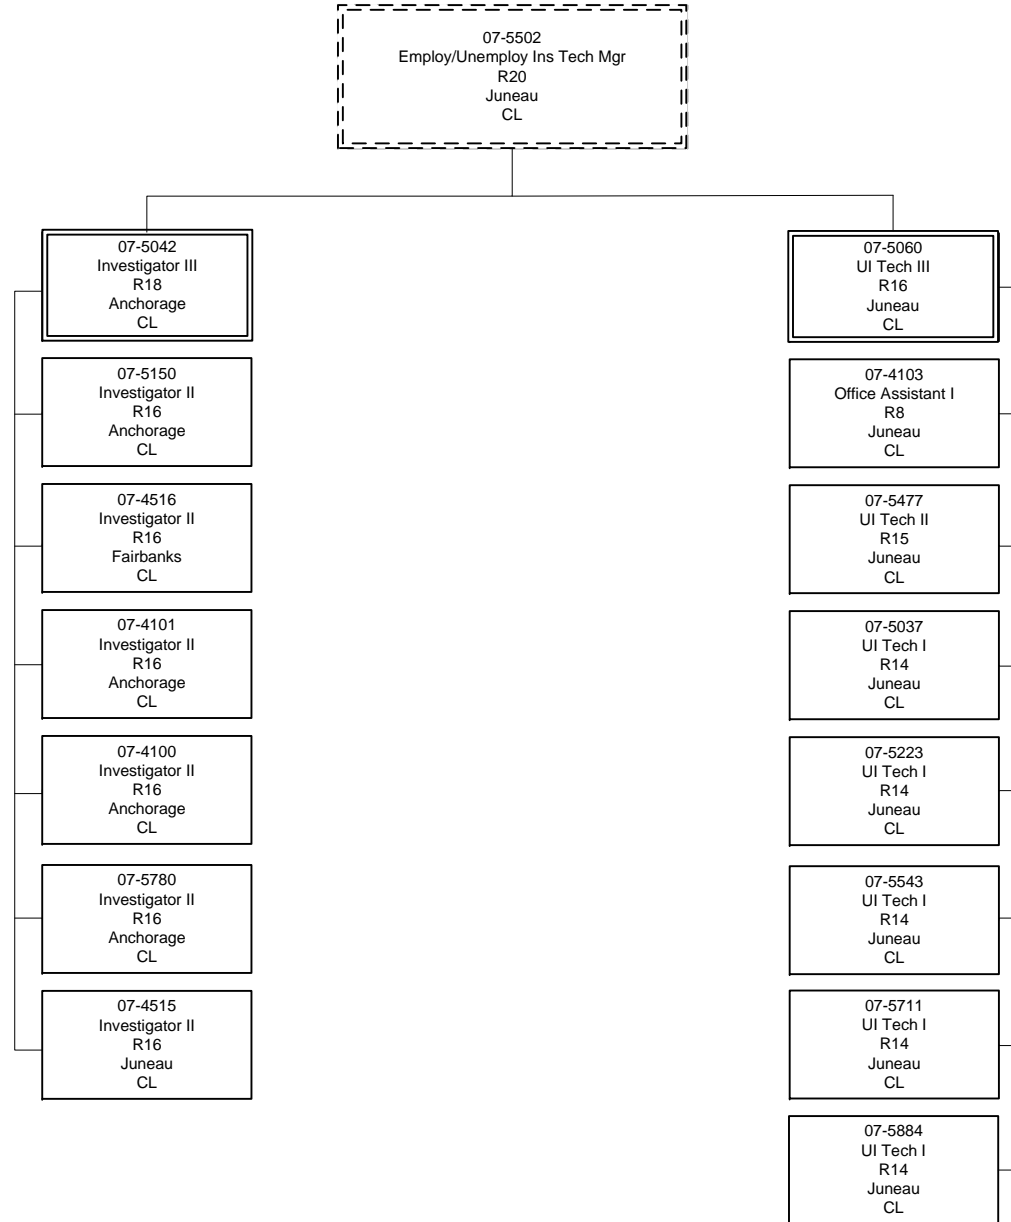 07-5502
Employ/Unemploy Ins Tech Mgr
R20
Juneau
CL
07-5042
Investigator III
R18
Anchorage
CL
07-5150
Investigator II
R16
Anchorage
CL
07-4516
Investigator II
R16
Fairbanks
CL
07-4101
Investigator II
R16
Anchorage
CL
07-4100
Investigator II
R16
Anchorage
CL
07-5780
Investigator II
R16
Anchorage
CL
07-4515
Investigator II
R16
Juneau
CL
07-5060
UI Tech III
R16
Juneau
CL
07-4103
Office Assistant I
R8
Juneau
CL
07-5477
UI Tech II
R15
Juneau
CL
07-5037
UI Tech I
R14
Juneau
CL
07-5223
UI Tech I
R14
Juneau
CL
07-5543
UI Tech I
R14
Juneau
CL
07-5711
UI Tech I
R14
Juneau
CL
07-5884
UI Tech I
R14
Juneau
CL